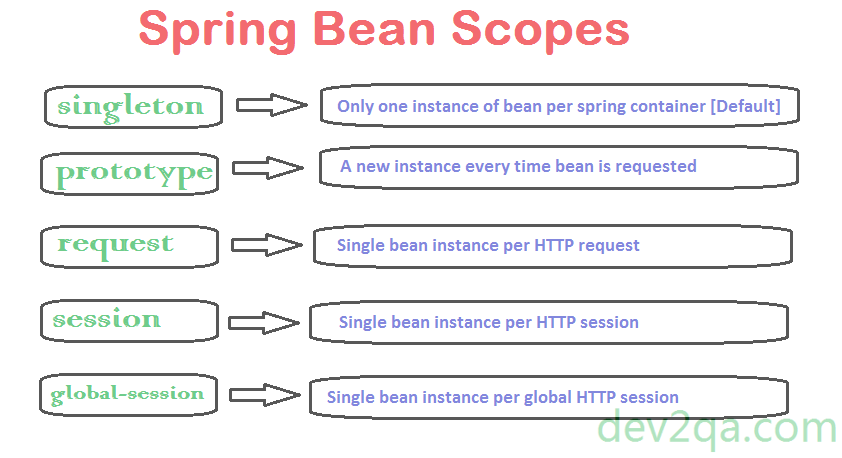 Spring Bean Scopes
singleton
Only one instance of bean per spring container [Default]
prototype
A new instance every time bean is requested
request
Single bean instance per HTTP request
session
Single bean instance per HTTP session
global-session
Single bean instance per global HTTP session
dev2qa.com